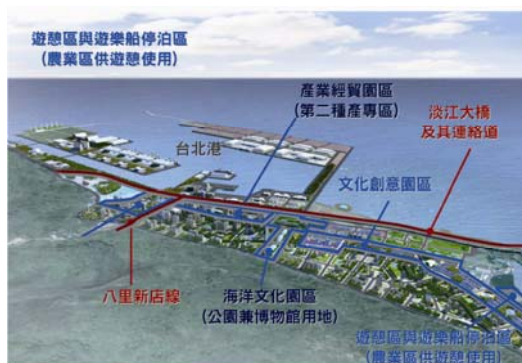 遊憩區與遊樂船停泊區
(農業區供遊憩使用)
產業經貿園區
(第二種產專區)
淡江大橋
及其連絡道
台北港
文化創意園區
八里新店線
海洋文化園區
(公園兼博物館用地)
遊憩區與遊樂船停泊區
(農業區供遊憩使用)